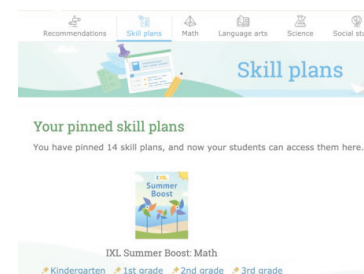 Recommendations Skill plans Math Language arts Science
Skill plans
Your pinned skill plans
You have pinned 14 skill plans, and now your students can access them here.
IXL
Summer
Boost
IXL Summer Boost: Math
Kindergarten 1st grade 2nd grade 3rd grade